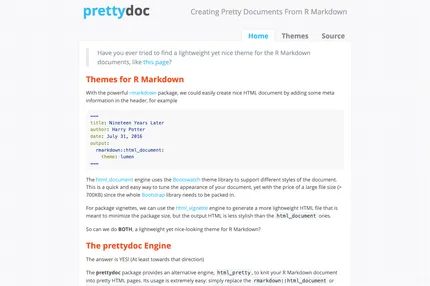 prettydoc
Creating Pretty Documents From R Markdown
Home Themes Source
Have you ever tried to find a lightweight yet nice theme for the R Markdown
documents, like this page?
Themes for R Markdown
With the powerful rmarkdown package, we could easily create nice HTML document by adding some meta
information in the header, for example
---
title: Nineteen Years Later
author: Harry Potter
date: July 31, 2016
output:
  rmarkdown::html_document:
    theme: lumen
---
The html_document engine uses the Bootswatch theme library to support different styles of the document.
This is a quick and easy way to tune the appearance of your document, yet with the price of a large file size (>
700KB) since the whole Bootstrap library needs to be packed in.
For package vignettes, we can use the html_vignette engine to generate a more lightweight HTML file that is
meant to minimize the package size, but the output HTML is less stylish than the html_document ones.
So can we do BOTH, a lightweight yet nice-looking theme for R Markdown?
The prettydoc Engine
The answer is YES! (At least towards that direction)
The prettydoc package provides an alternative engine, html_pretty, to knit your R Markdown document
into pretty HTML pages. Its usage is extremely easy: simply replace the rmarkdown::html_document or